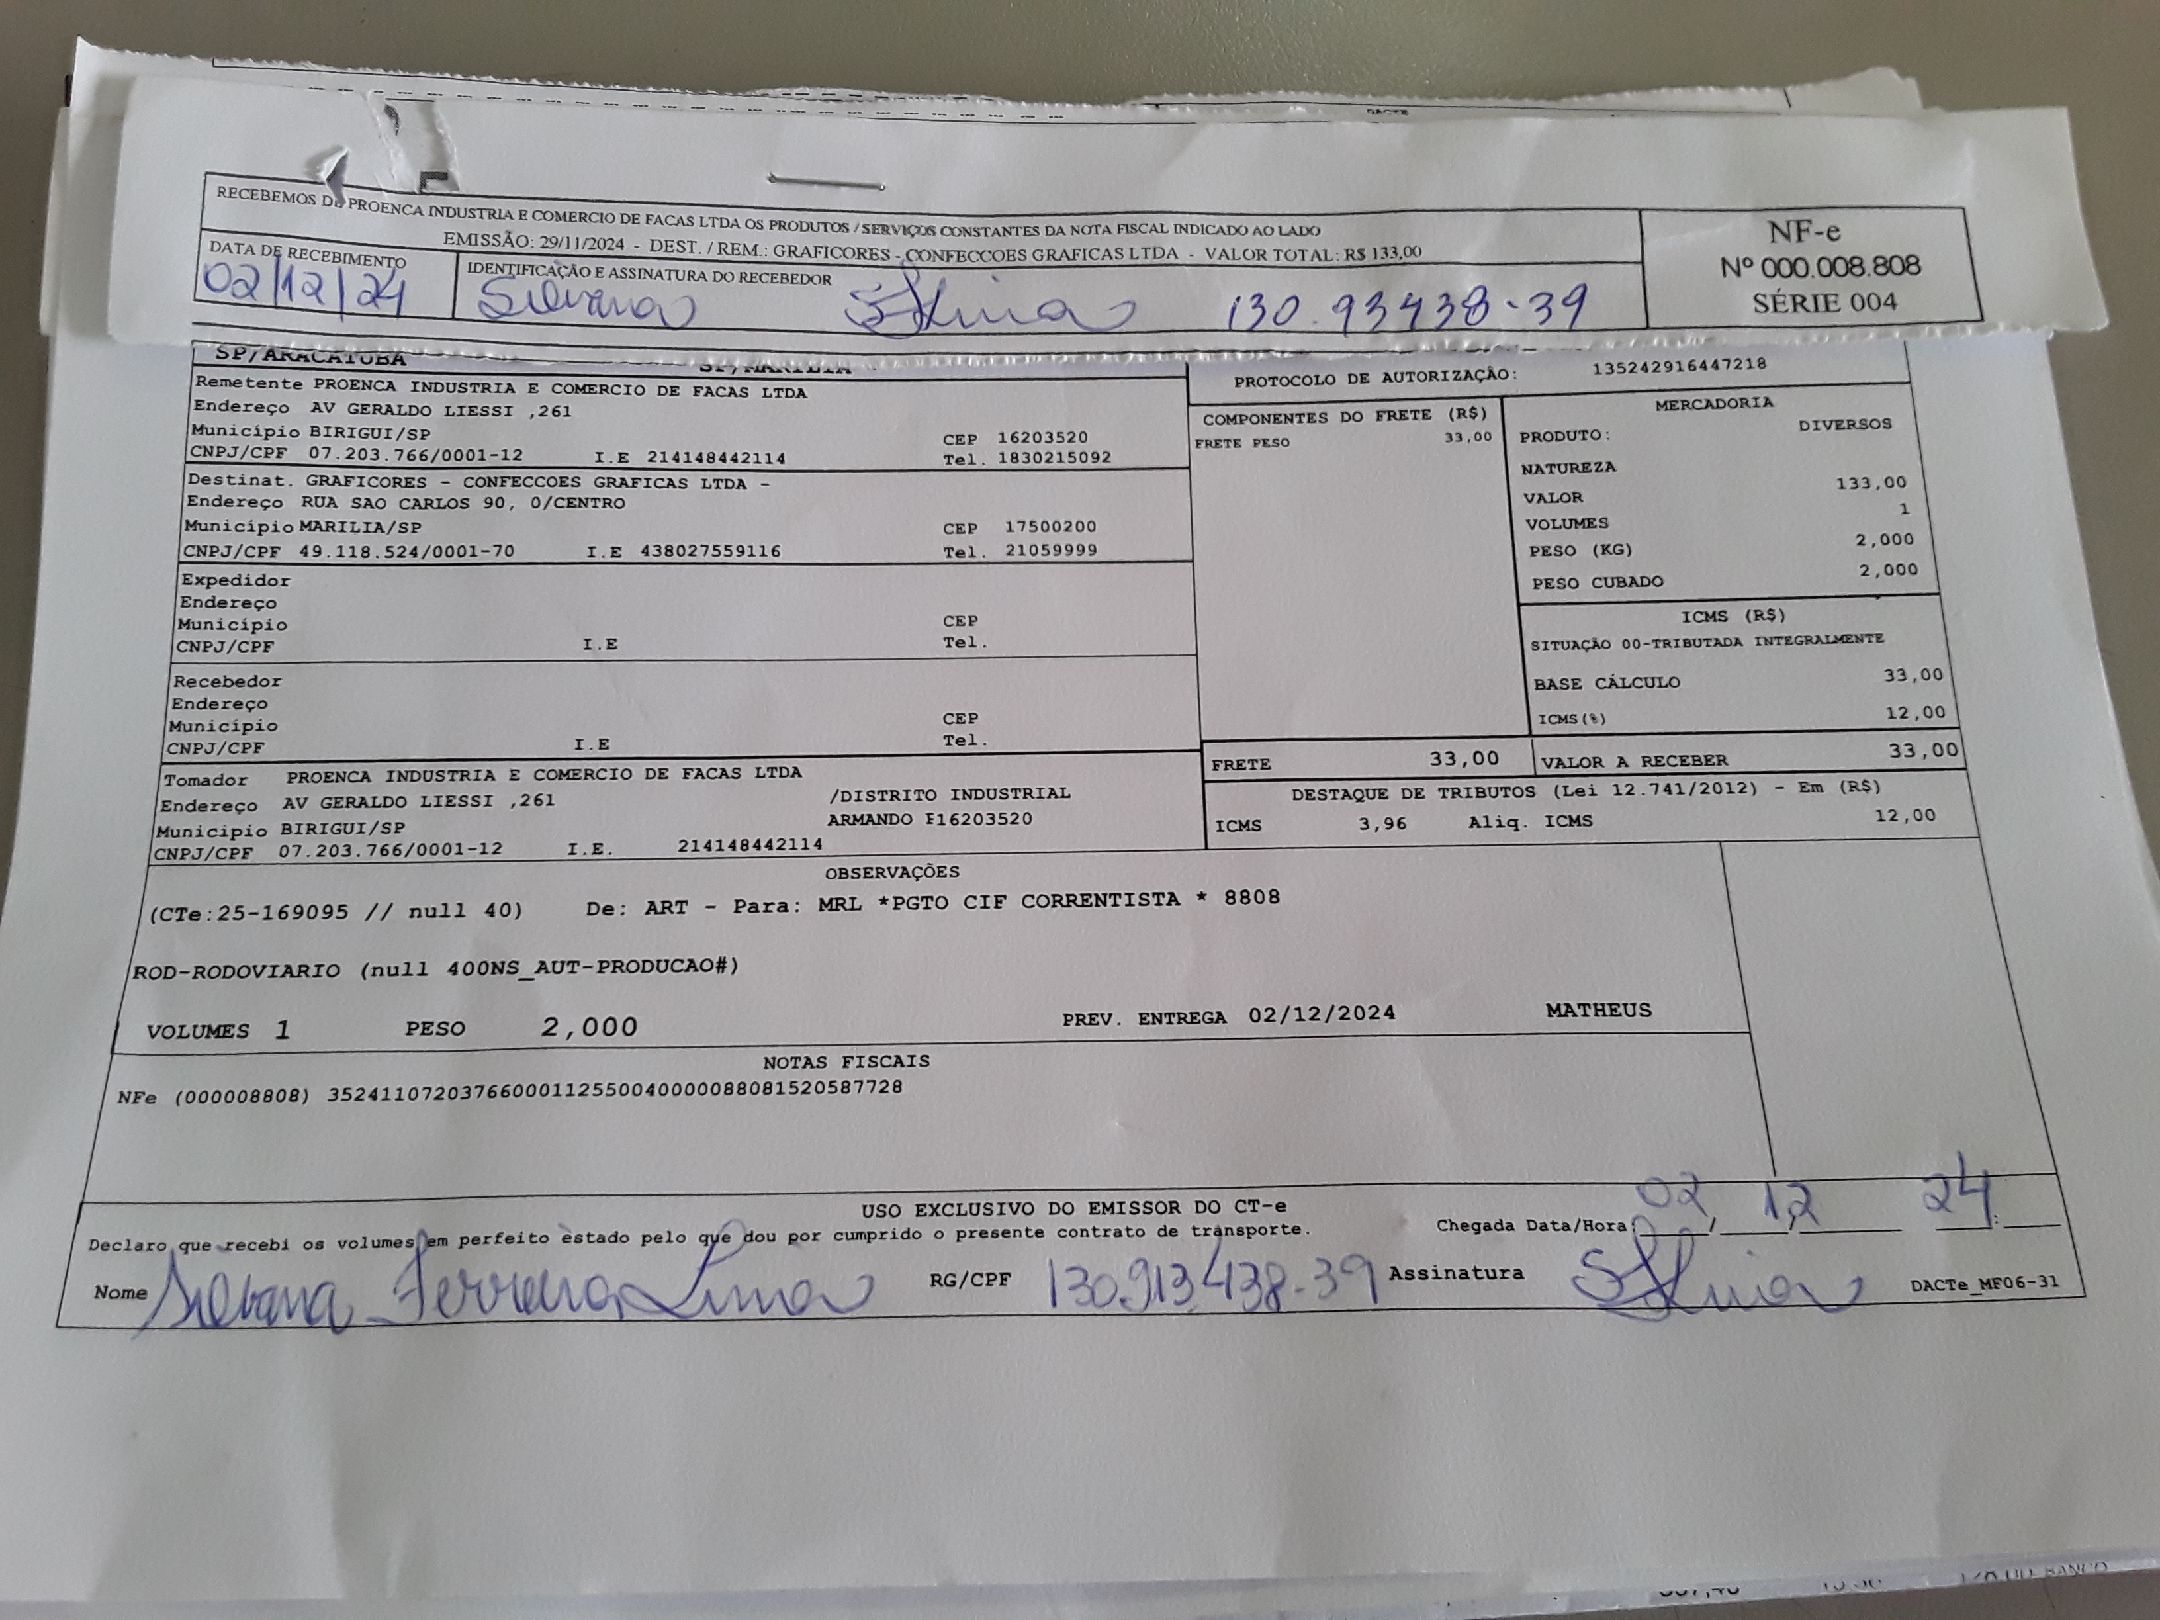 RECEBEMOS DE PROENCA INDUSTRIA E COMERCIO DE FACAS LTDA OS PRODUTOS / SERVIÇOS CONSTANTES DA NOTA FISCAL INDICADO AO LADO
EMISSÃO: 29/11/2024 - DEST. / REM.: GRAFICORES - CONFECCOES GRAFICAS LTDA - VALOR TOTAL: R$ 133,00
NF-e
Nº 000.008.808
SÉRIE 004
DATA DE RECEBIMENTO
02/12/24
IDENTIFICAÇÃO E ASSINATURA DO RECEBEDOR
Silvana SFLima 130.93438-39
SP/ARACATUBA SP/MARILIA
Remetente PROENCA INDUSTRIA E COMERCIO DE FACAS LTDA
Endereço AV GERALDO LIESSI ,261
Município BIRIGUI/SP CEP 16203520
CNPJ/CPF 07.203.766/0001-12 I.E 214148442114 Tel. 1830215092
Destinat. GRAFICORES - CONFECCOES GRAFICAS LTDA -
Endereço RUA SAO CARLOS 90, 0/CENTRO
Município MARILIA/SP CEP 17500200
CNPJ/CPF 49.118.524/0001-70 I.E 438027559116 Tel. 21059999
Expedidor
Endereço
Município CEP
CNPJ/CPF I.E Tel.
Recebedor
Endereço
Município CEP
CNPJ/CPF I.E Tel.
Tomador PROENCA INDUSTRIA E COMERCIO DE FACAS LTDA
Endereço AV GERALDO LIESSI ,261 /DISTRITO INDUSTRIAL
Municipio BIRIGUI/SP ARMANDO F16203520
CNPJ/CPF 07.203.766/0001-12 I.E. 214148442114
PROTOCOLO DE AUTORIZAÇÃO: 135242916447218
COMPONENTES DO FRETE (R$)
FRETE PESO 33,00
MERCADORIA
PRODUTO: DIVERSOS
NATUREZA
VALOR 133,00
VOLUMES 1
PESO (KG) 2,000
PESO CUBADO 2,000
ICMS (R$)
SITUAÇÃO 00-TRIBUTADA INTEGRALMENTE
BASE CÁLCULO 33,00
ICMS(%) 12,00
FRETE 33,00 VALOR A RECEBER 33,00
DESTAQUE DE TRIBUTOS (Lei 12.741/2012) - Em (R$)
ICMS 3,96 Aliq. ICMS 12,00
OBSERVAÇÕES
(CTe:25-169095 // null 40) De: ART - Para: MRL *PGTO CIF CORRENTISTA * 8808
ROD-RODOVIARIO (null 400NS_AUT-PRODUCAO#)
VOLUMES 1 PESO 2,000 PREV. ENTREGA 02/12/2024 MATHEUS
NOTAS FISCAIS
NFe (000008808) 35241107203766000112550040000088081520587728
USO EXCLUSIVO DO EMISSOR DO CT-e
Declaro que recebi os volumes em perfeito estado pelo que dou por cumprido o presente contrato de transporte.
Chegada Data/Hora: 02 / 12 / 24 :
Nome Silvana Ferreira Lima RG/CPF 130.913.438-39 Assinatura SFLima DACTe_MF06-31